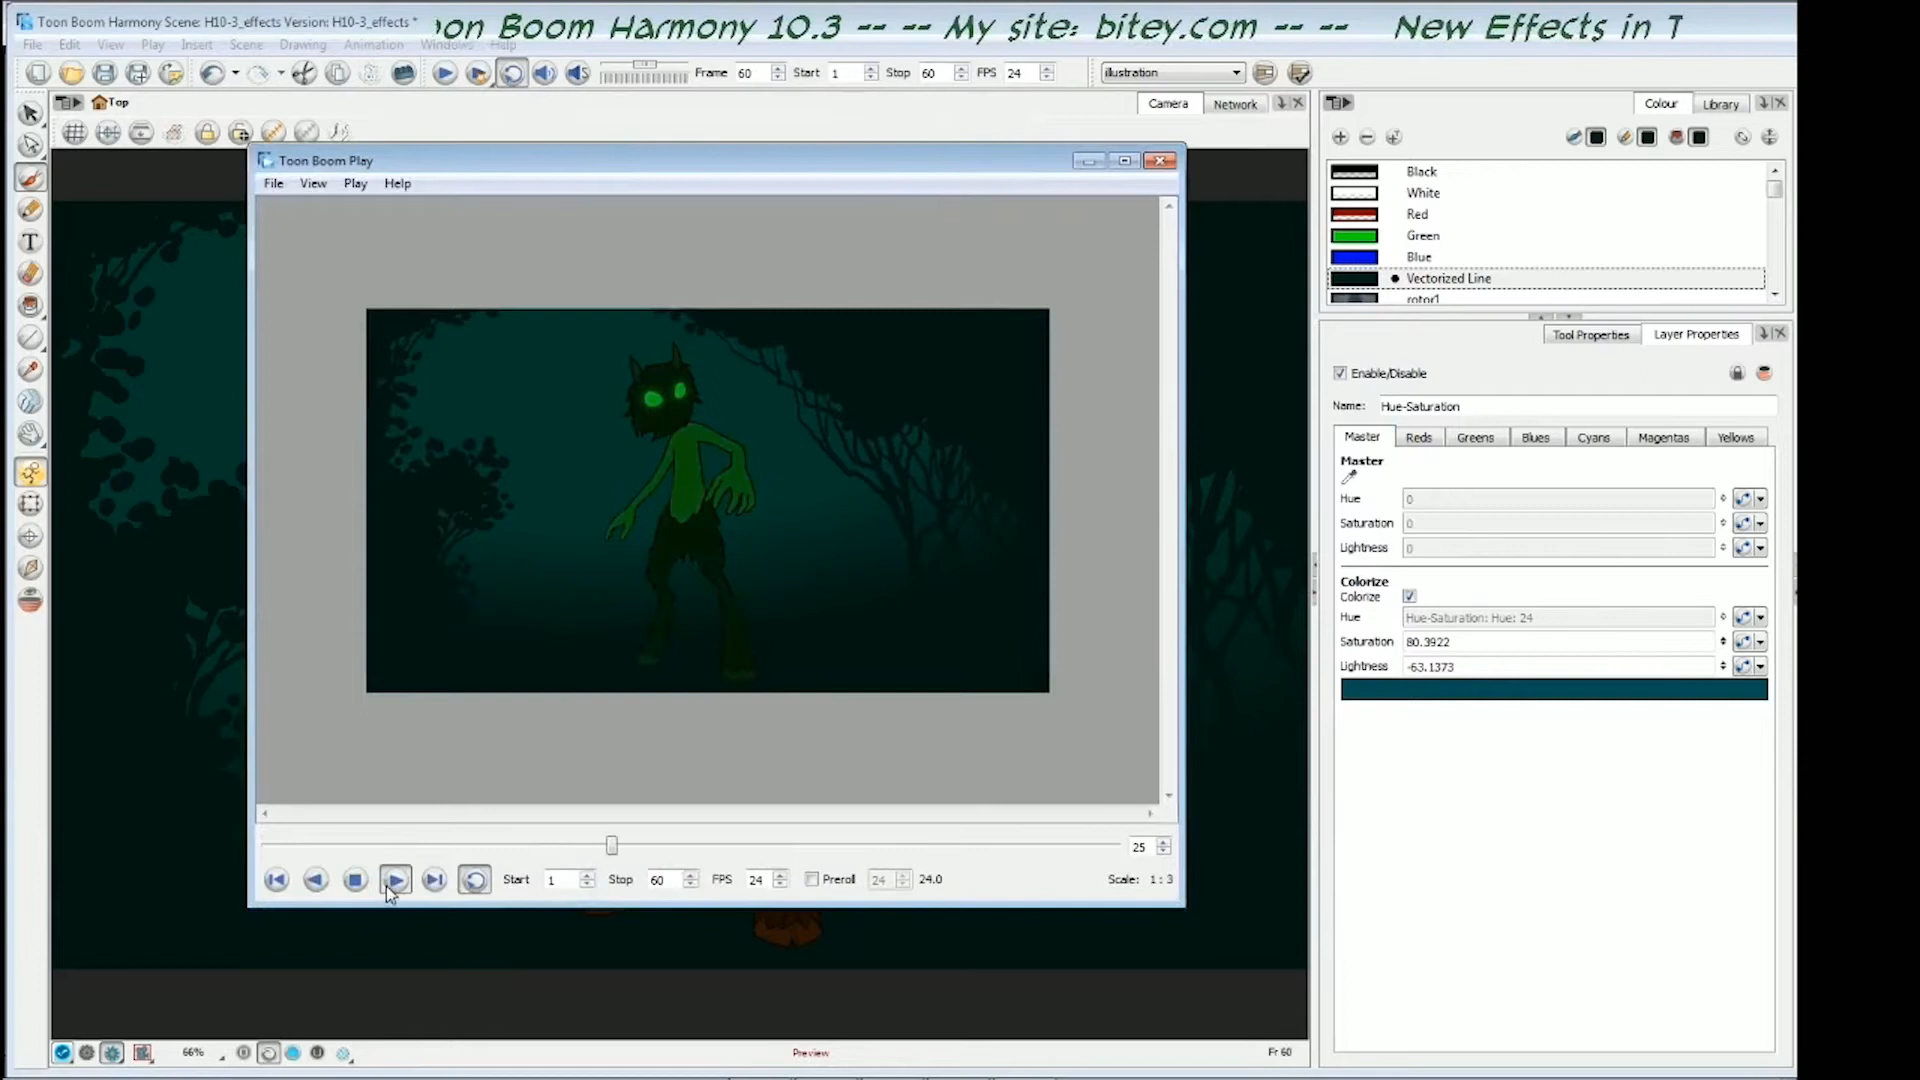 Toon Boom Harmony Scene: H10-3_effects Version: H10-3_effects *
oon Boom Harmony 10.3 -- -- My site: bitey.com -- -- New Effects in T
File Edit View Play Insert Scene Drawing Animation Windows Help
Frame 60 Start 1 Stop 60 FPS 24 illustration
Top Camera Network Colour Library
Toon Boom Play
File View Play Help
Black
White
Red
Green
Blue
Vectorized Line
rotor1
Tool Properties Layer Properties
Enable/Disable
Name: Hue-Saturation
Master Reds Greens Blues Cyans Magentas Yellows
Master
Hue 0
Saturation 0
Lightness 0
Colorize
Colorize
Hue Hue-Saturation: Hue: 24
Saturation 80.3922
Lightness -63.1373
25
Start 1 Stop 60 FPS 24 Preroll 24 24.0 Scale: 1 : 3
66% Preview Fr 60